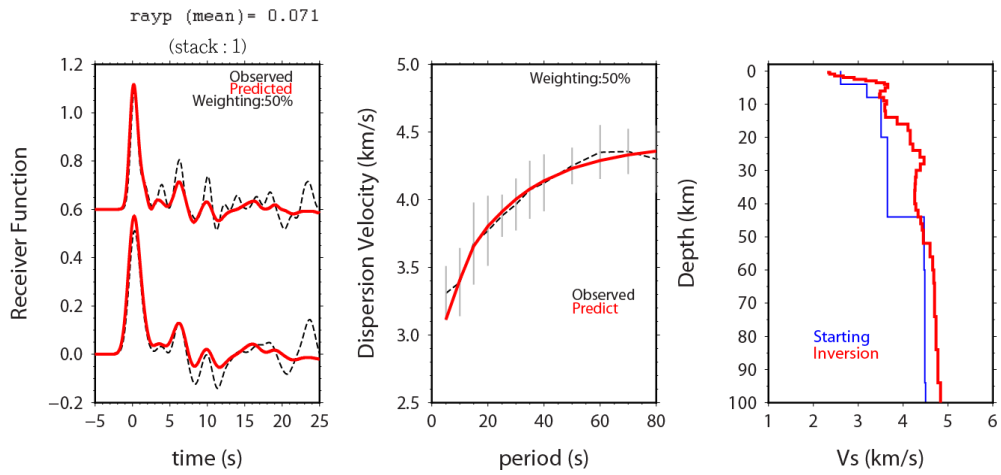 rayp (mean)= 0.071
(stack : 1)
Receiver Function
1.2
1.0
0.8
0.6
0.4
0.2
0.0
−0.2
Observed
Predicted
Weighting:50%
−5 0 5 10 15 20 25
time (s)
Dispersion Velocity (km/s)
5.0
4.5
4.0
3.5
3.0
2.5
Weighting:50%
Observed
Predict
0 20 40 60 80
period (s)
Depth (km)
0
10
20
30
40
50
60
70
80
90
100
Starting
Inversion
1 2 3 4 5 6
Vs (km/s)